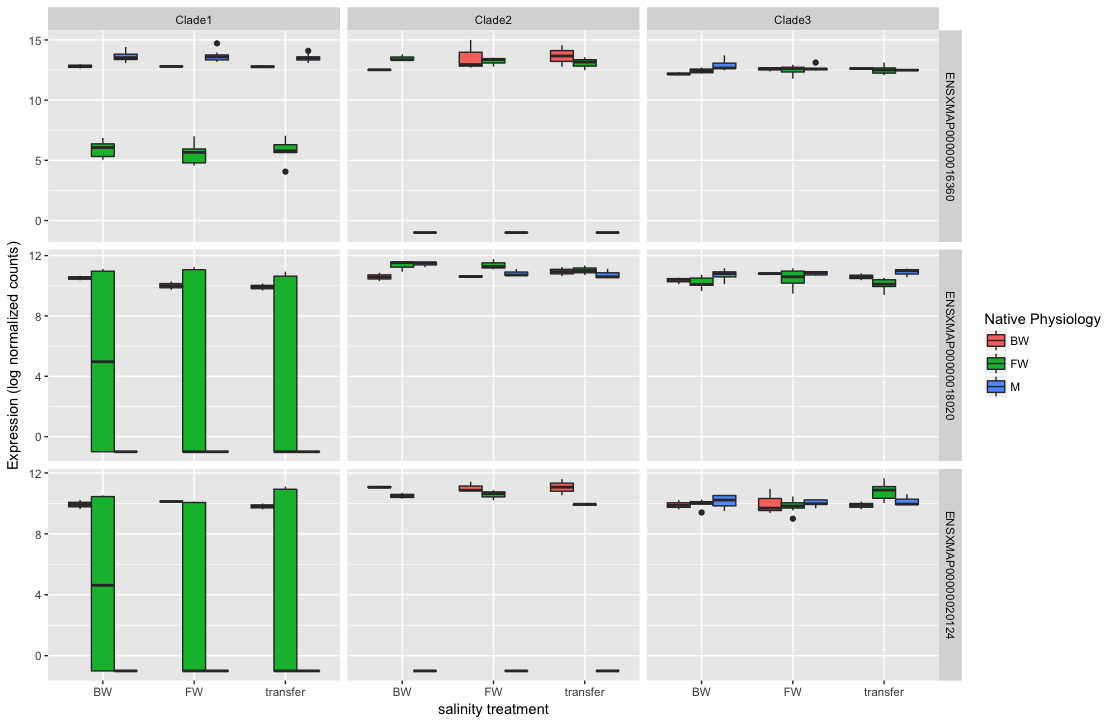 Clade1
Clade2
Clade3
15
10
5
0
ENSXMAP00000016360
12
8
4
0
ENSXMAP00000018020
12
8
4
0
ENSXMAP00000020124
Expression (log normalized counts)
BW
FW
transfer
BW
FW
transfer
BW
FW
transfer
salinity treatment
Native Physiology
BW
FW
M